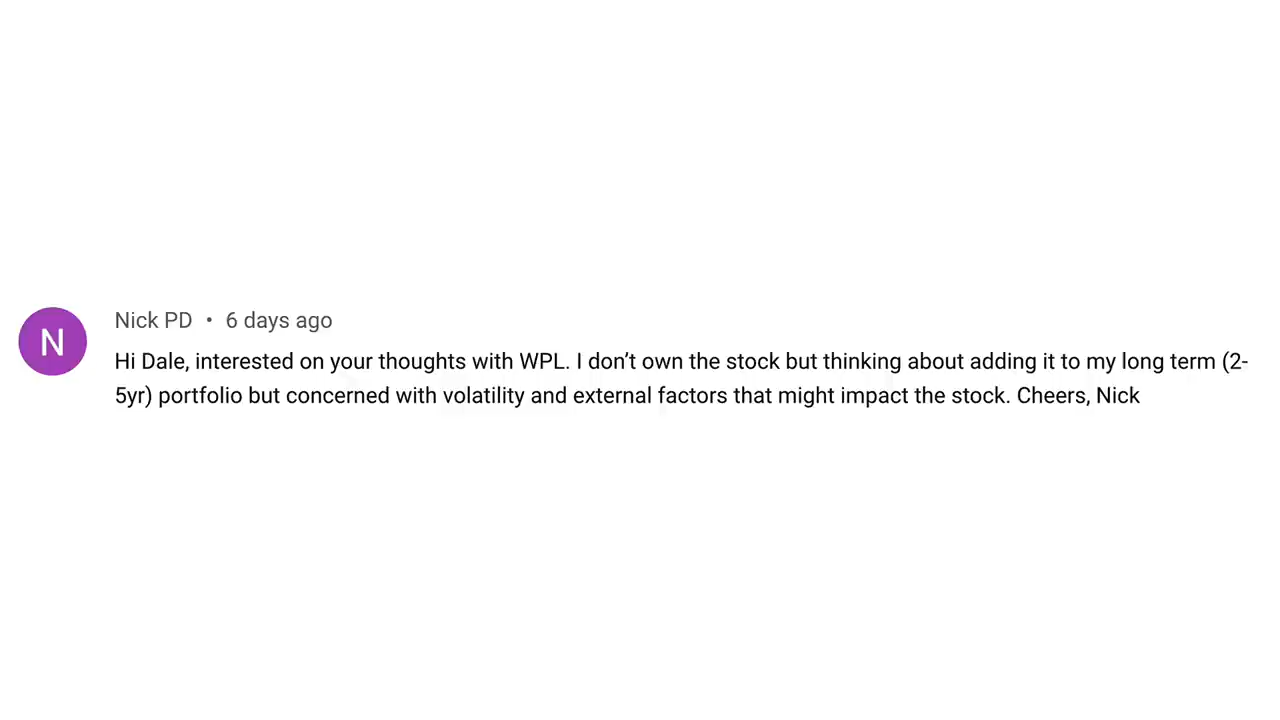 N
Nick PD • 6 days ago
Hi Dale, interested on your thoughts with WPL. I don’t own the stock but thinking about adding it to my long term (2-
5yr) portfolio but concerned with volatility and external factors that might impact the stock. Cheers, Nick